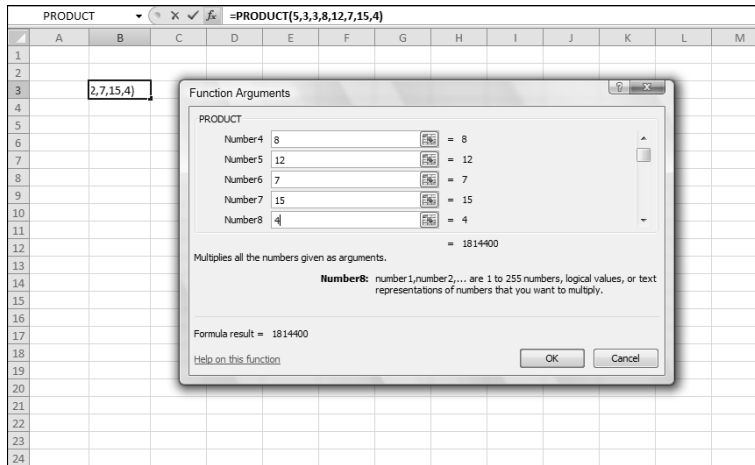 PRODUCT fx =PRODUCT(5,3,3,8,12,7,15,4)
A B C D E F G H I J K L M
1
2
3 2,7,15,4)
4
5
6
7
8
9
10
11
12
13
14
15
16
17
18
19
20
21
22
23
24
Function Arguments
PRODUCT
Number4 8 = 8
Number5 12 = 12
Number6 7 = 7
Number7 15 = 15
Number8 4 = 4
= 1814400
Multiplies all the numbers given as arguments.
Number8: number1,number2,... are 1 to 255 numbers, logical values, or text
representations of numbers that you want to multiply.
Formula result = 1814400
Help on this function
OK Cancel